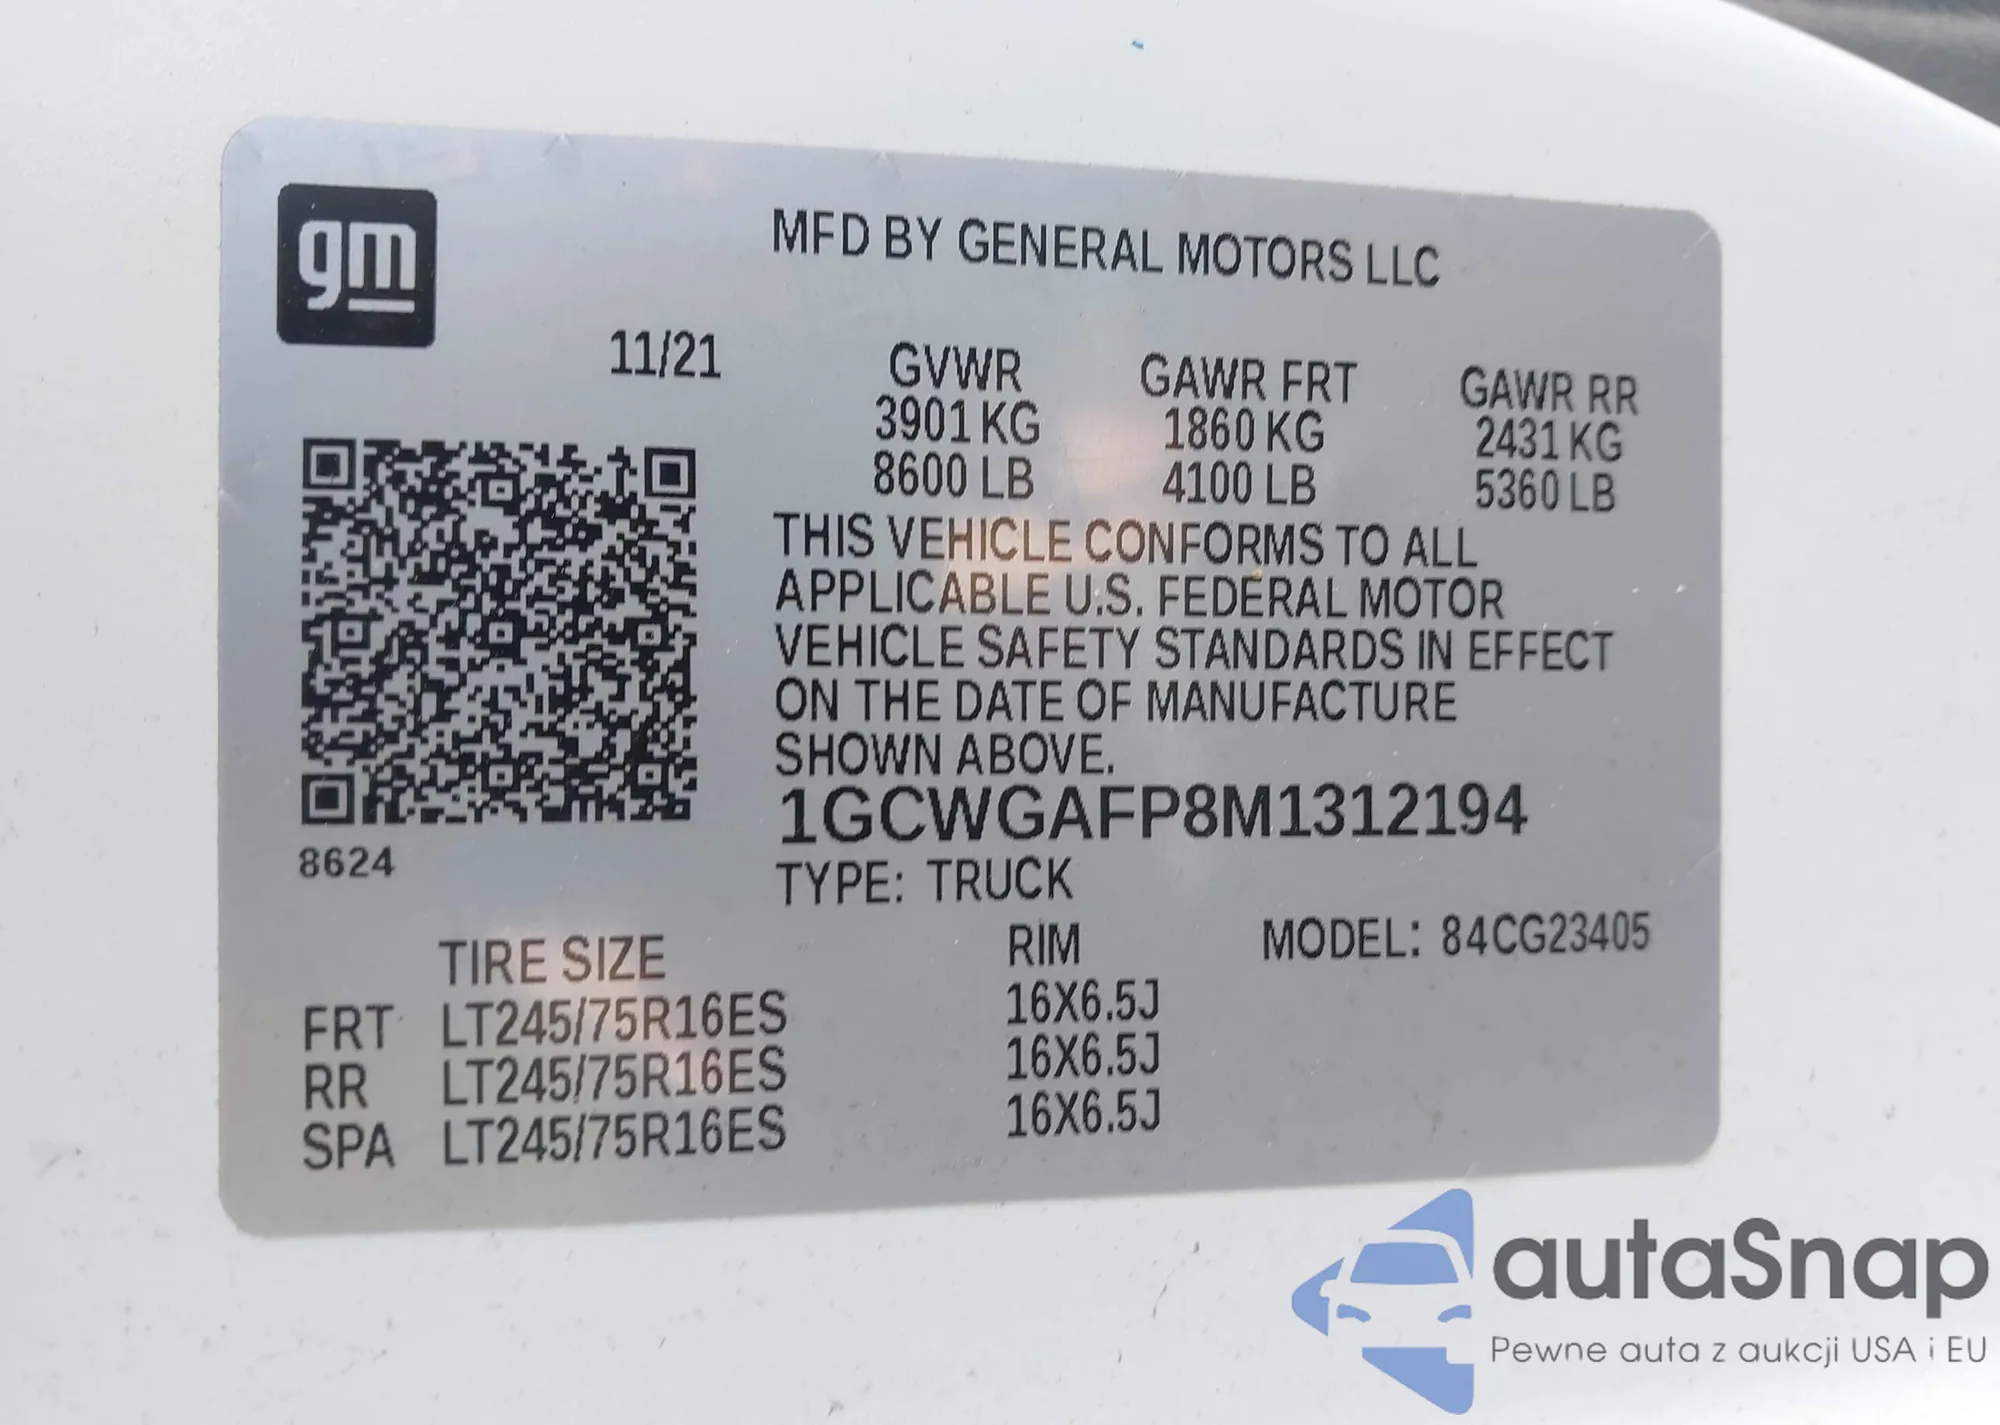 gm
MFD BY GENERAL MOTORS LLC
11/21
GVWR GAWR FRT GAWR RR
3901 KG 1860 KG 2431 KG
8600 LB 4100 LB 5360 LB
THIS VEHICLE CONFORMS TO ALL
APPLICABLE U.S. FEDERAL MOTOR
VEHICLE SAFETY STANDARDS IN EFFECT
ON THE DATE OF MANUFACTURE
SHOWN ABOVE.
1GCWGAFP8M1312194
8624
TYPE: TRUCK
TIRE SIZE RIM MODEL: 84CG23405
FRT LT245/75R16ES 16X6.5J
RR LT245/75R16ES 16X6.5J
SPA LT245/75R16ES 16X6.5J
autaSnap
Pewne auta z aukcji USA i EU